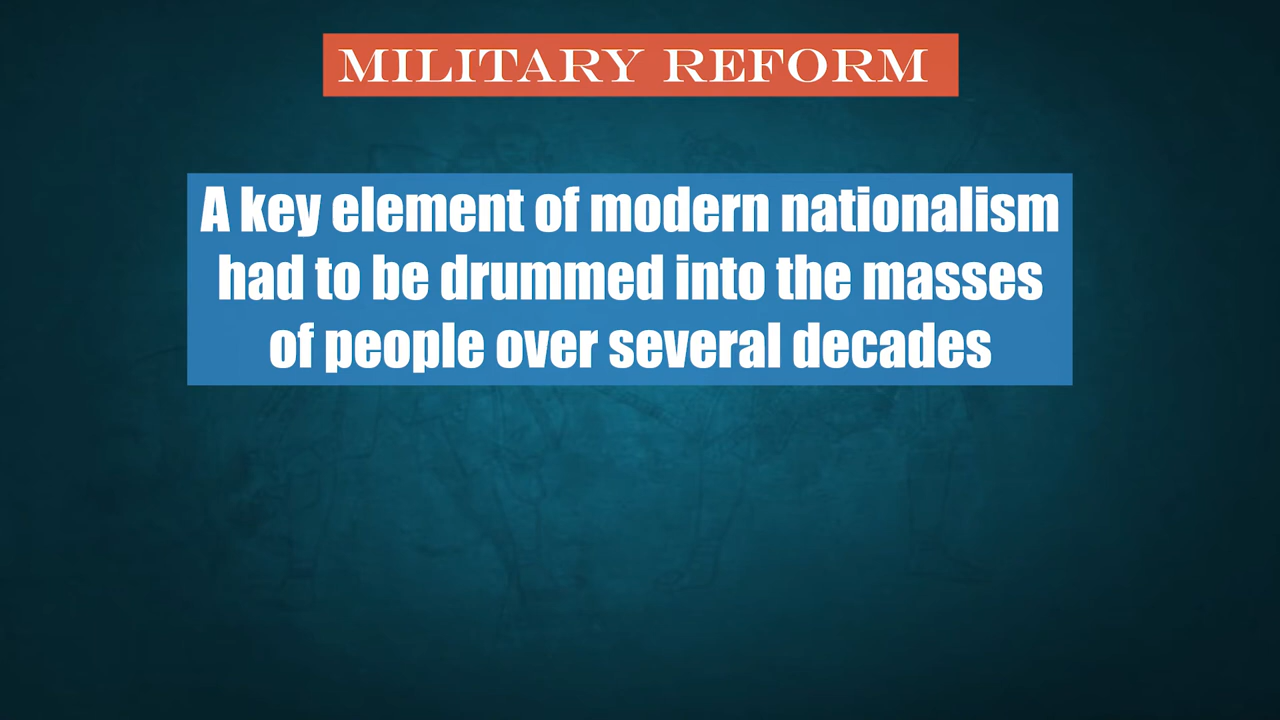 MILITARY REFORM
A key element of modern nationalism
had to be drummed into the masses
of people over several decades